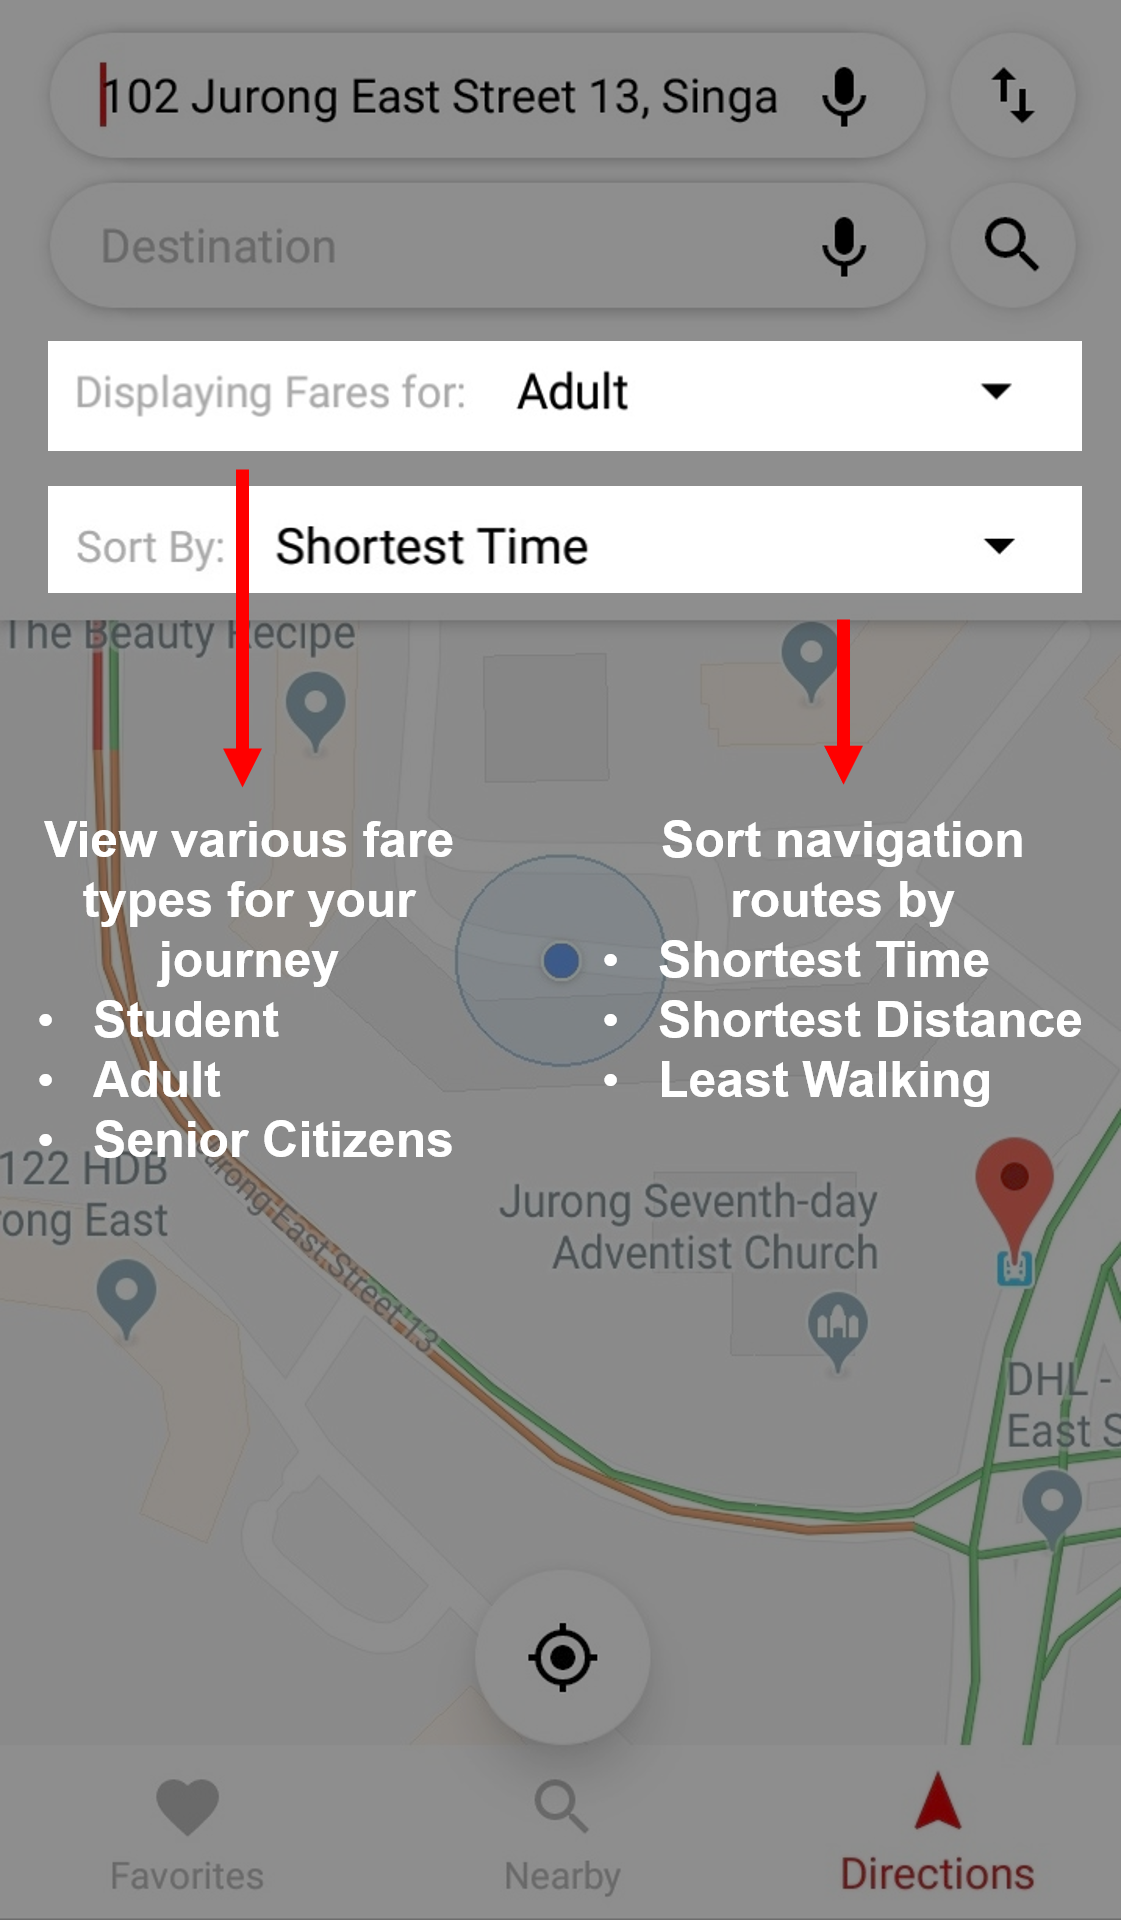 102 Jurong East Street 13, Singa
Destination
Displaying Fares for: Adult
Sort By: Shortest Time
The Beauty Recipe
View various fare
types for your
journey
• Student
• Adult
• Senior Citizens
Sort navigation
routes by
• Shortest Time
• Shortest Distance
• Least Walking
122 HDB
rong East
Jurong East Street 13
Jurong Seventh-day
Adventist Church
DHL -
East S
Favorites
Nearby
Directions